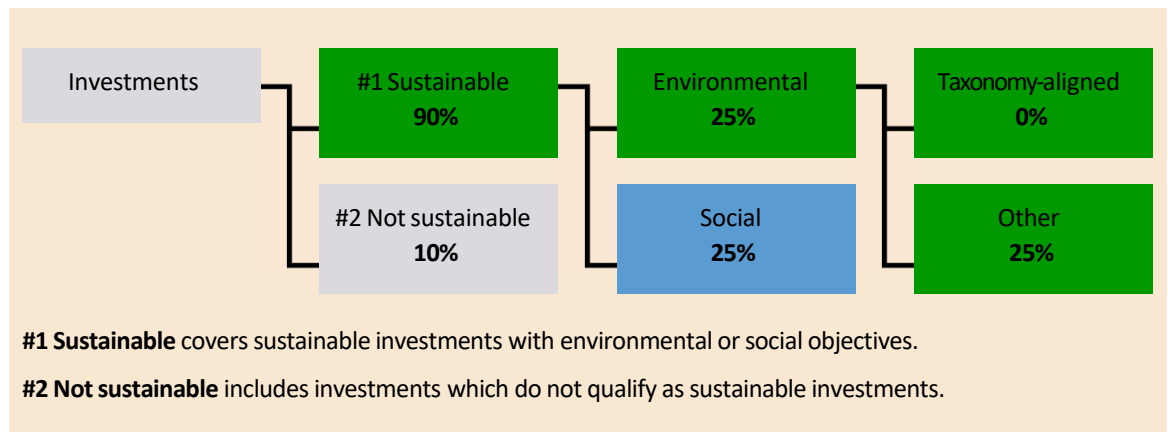 Investments
#1 Sustainable
90%
Environmental
25%
Taxonomy-aligned
0%
#2 Not sustainable
10%
Social
25%
Other
25%
#1 Sustainable covers sustainable investments with environmental or social objectives.
#2 Not sustainable includes investments which do not qualify as sustainable investments.